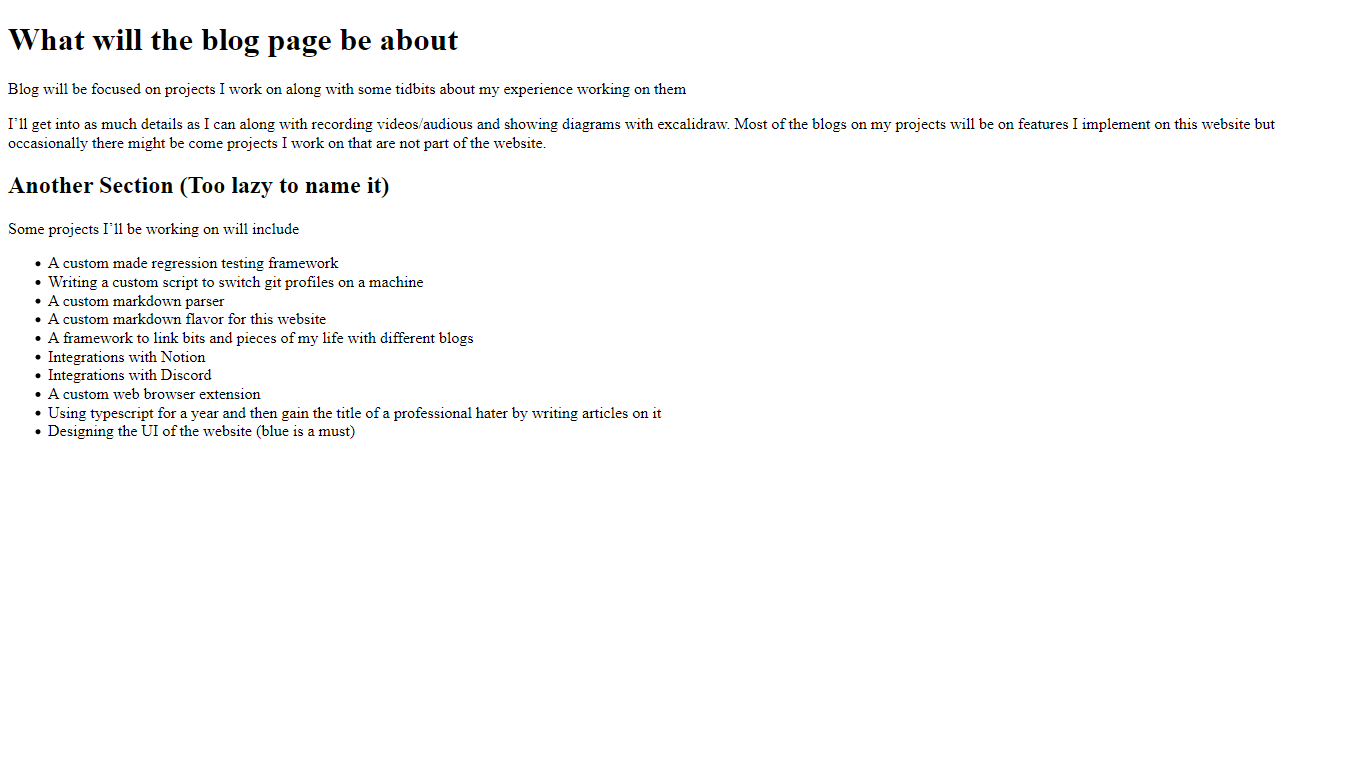 What will the blog page be about
Blog will be focused on projects I work on along with some tidbits about my experience working on them
I'll get into as much details as I can along with recording videos/audious and showing diagrams with excalidraw. Most of the blogs on my projects will be on features I implement on this website but
occasionally there might be come projects I work on that are not part of the website.
Another Section (Too lazy to name it)
Some projects I'll be working on will include
• A custom made regression testing framework
• Writing a custom script to switch git profiles on a machine
• A custom markdown parser
• A custom markdown flavor for this website
• A framework to link bits and pieces of my life with different blogs
• Integrations with Notion
• Integrations with Discord
• A custom web browser extension
• Using typescript for a year and then gain the title of a professional hater by writing articles on it
• Designing the UI of the website (blue is a must)